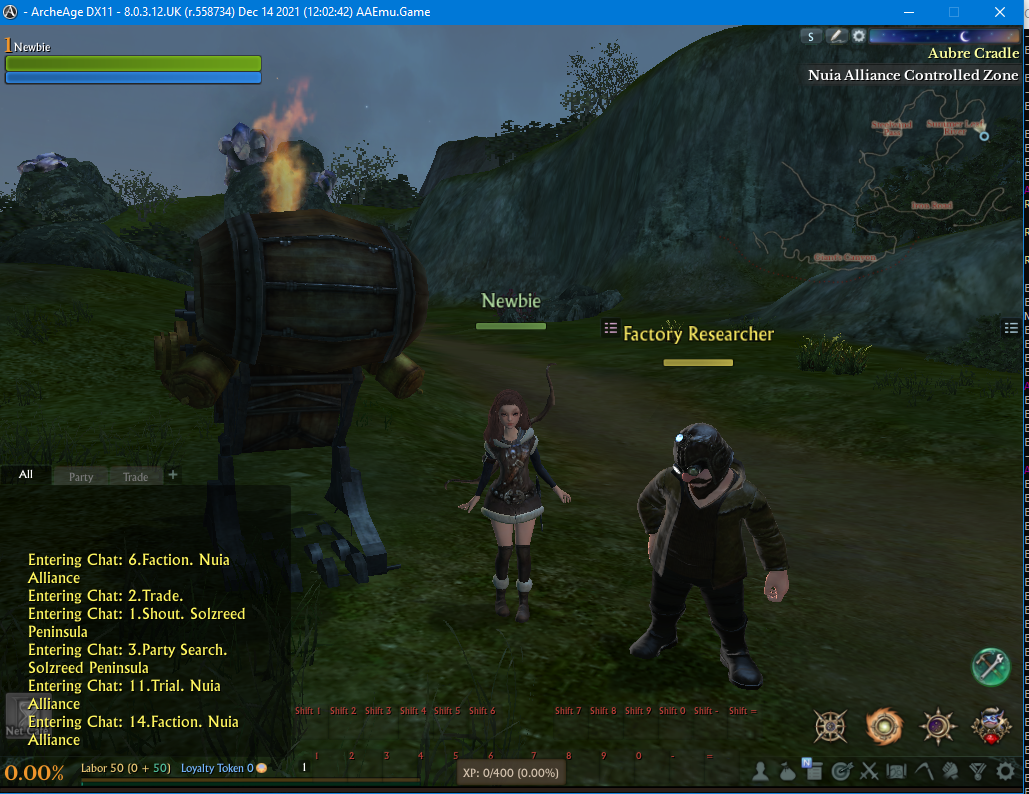 - ArcheAge DX11 - 8.0.3.12.UK (r.558734) Dec 14 2021 (12:02:42) AAEmu.Game
1 Newbie
S
Aubre Cradle
Nuia Alliance Controlled Zone
Iron Road
Newbie
Factory Researcher
All Party Trade +
Entering Chat: 6.Faction. Nuia
Alliance
Entering Chat: 2.Trade.
Entering Chat: 1.Shout. Solzreed
Peninsula
Entering Chat: 3.Party Search.
Solzreed Peninsula
Entering Chat: 11.Trial. Nuia
Alliance
Entering Chat: 14.Faction. Nuia
Alliance
Net Cafe
Shift 1 Shift 2 Shift 3 Shift 4 Shift 5 Shift 6 Shift 7 Shift 8 Shift 9 Shift 0 Shift - Shift =
1 2 3 4 5 6 7 8 9 0 - =
0.00% Labor 50 (0 + 50) Loyalty Token 0 1
XP: 0/400 (0.00%)
N